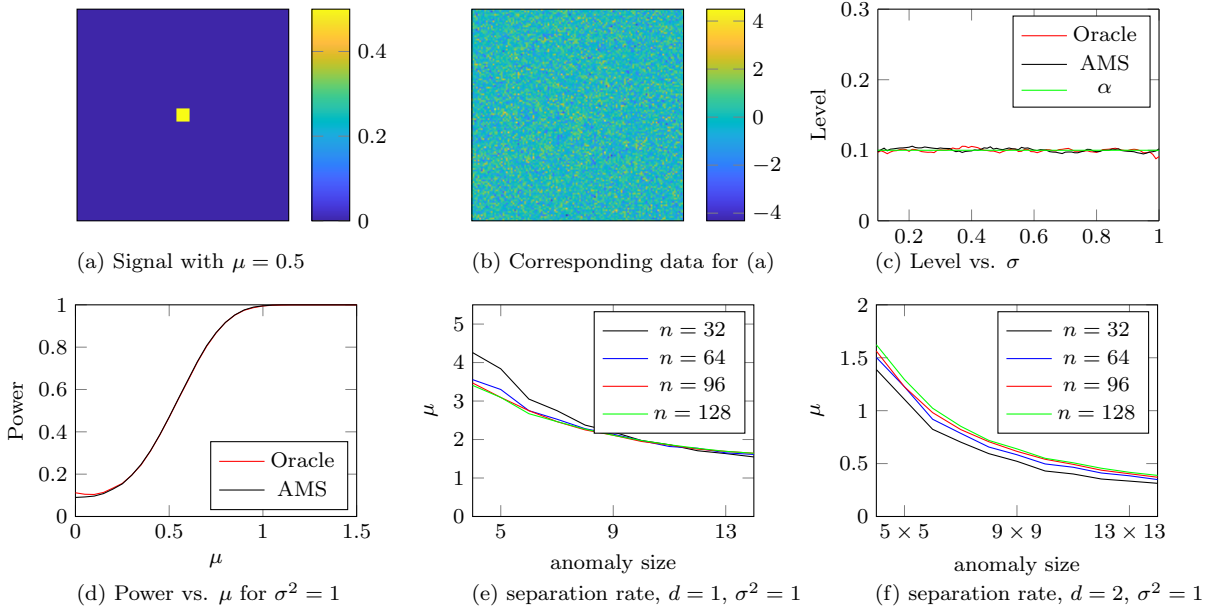 0.4
0.2
0
(a) Signal with μ = 0.5
4
2
0
−2
−4
(b) Corresponding data for (a)
0.3
0.2
0.1
0
Level
Oracle
AMS
α
0.2 0.4 0.6 0.8 1
(c) Level vs. σ
1
0.8
0.6
0.4
0.2
0
Power
Oracle
AMS
0 0.5 1 1.5
μ
(d) Power vs. μ for σ² = 1
5
4
3
2
1
0
μ
n = 32
n = 64
n = 96
n = 128
5 9 13
anomaly size
(e) separation rate, d = 1, σ² = 1
2
1.5
1
0.5
0
μ
n = 32
n = 64
n = 96
n = 128
5 × 5 9 × 9 13 × 13
anomaly size
(f) separation rate, d = 2, σ² = 1